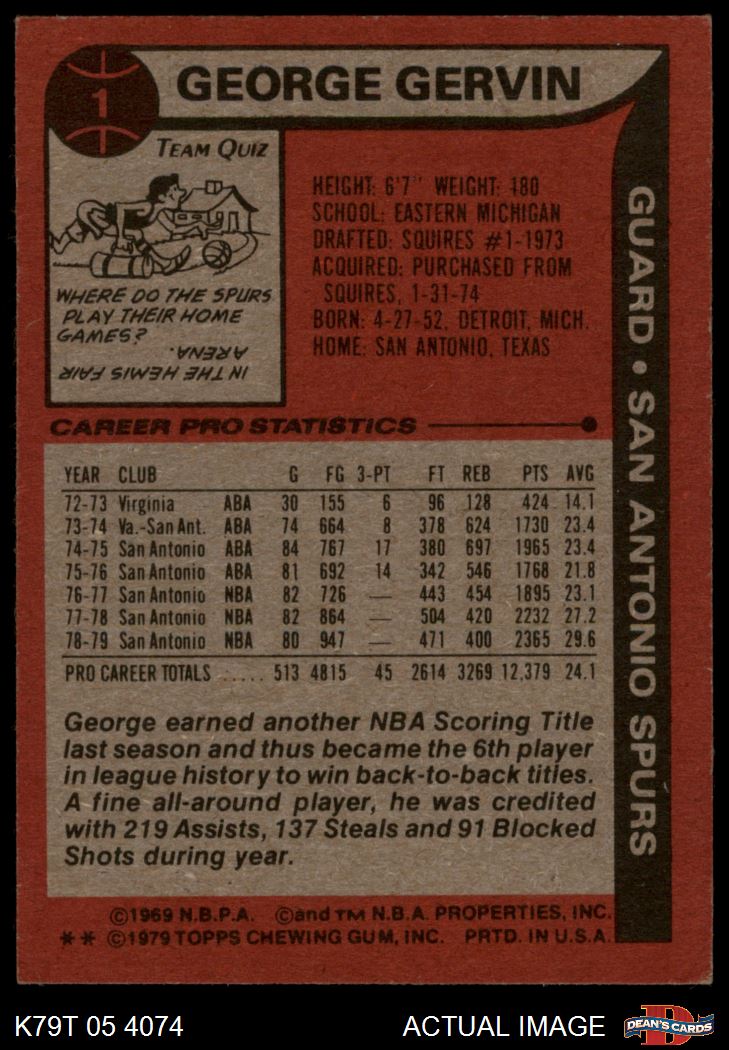 1
GEORGE GERVIN
TEAM QUIZ
WHERE DO THE SPURS
PLAY THEIR HOME
GAMES?
IN THE HEMIS FAIR
ARENA.
HEIGHT: 6'7" WEIGHT: 180
SCHOOL: EASTERN MICHIGAN
DRAFTED: SQUIRES #1-1973
ACQUIRED: PURCHASED FROM
SQUIRES, 1-31-74
BORN: 4-27-52, DETROIT, MICH.
HOME: SAN ANTONIO, TEXAS
GUARD • SAN ANTONIO SPURS
CAREER PRO STATISTICS
YEAR CLUB G FG 3-PT FT REB PTS AVG
72-73 Virginia ABA 30 155 6 96 128 424 14.1
73-74 Va.-San Ant. ABA 74 664 8 378 624 1730 23.4
74-75 San Antonio ABA 84 767 17 380 697 1965 23.4
75-76 San Antonio ABA 81 692 14 342 546 1768 21.8
76-77 San Antonio NBA 82 726 — 443 454 1895 23.1
77-78 San Antonio NBA 82 864 — 504 420 2232 27.2
78-79 San Antonio NBA 80 947 — 471 400 2365 29.6
PRO CAREER TOTALS ..... 513 4815 45 2614 3269 12,379 24.1
George earned another NBA Scoring Title
last season and thus became the 6th player
in league history to win back-to-back titles.
A fine all-around player, he was credited
with 219 Assists, 137 Steals and 91 Blocked
Shots during year.
©1969 N.B.P.A. ©and TM N.B.A. PROPERTIES, INC.
** ©1979 TOPPS CHEWING GUM, INC. PRTD. IN U.S.A.
K79T 05 4074
ACTUAL IMAGE
D
DEAN'S CARDS